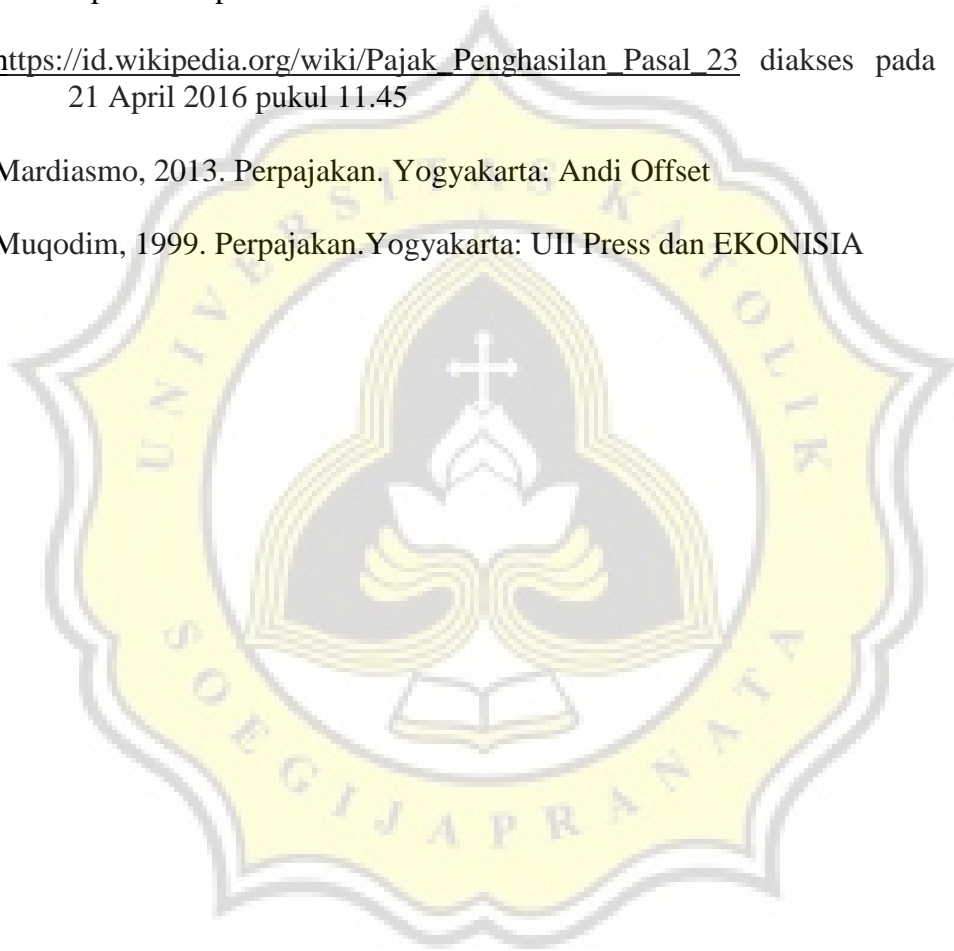 https://id.wikipedia.org/wiki/Pajak_Penghasilan_Pasal_23 diakses pada
21 April 2016 pukul 11.45
Mardiasmo, 2013. Perpajakan. Yogyakarta: Andi Offset
Muqodim, 1999. Perpajakan.Yogyakarta: UII Press dan EKONISIA
UNIVERSITAS KATOLIK
SOEGIJAPRANATA